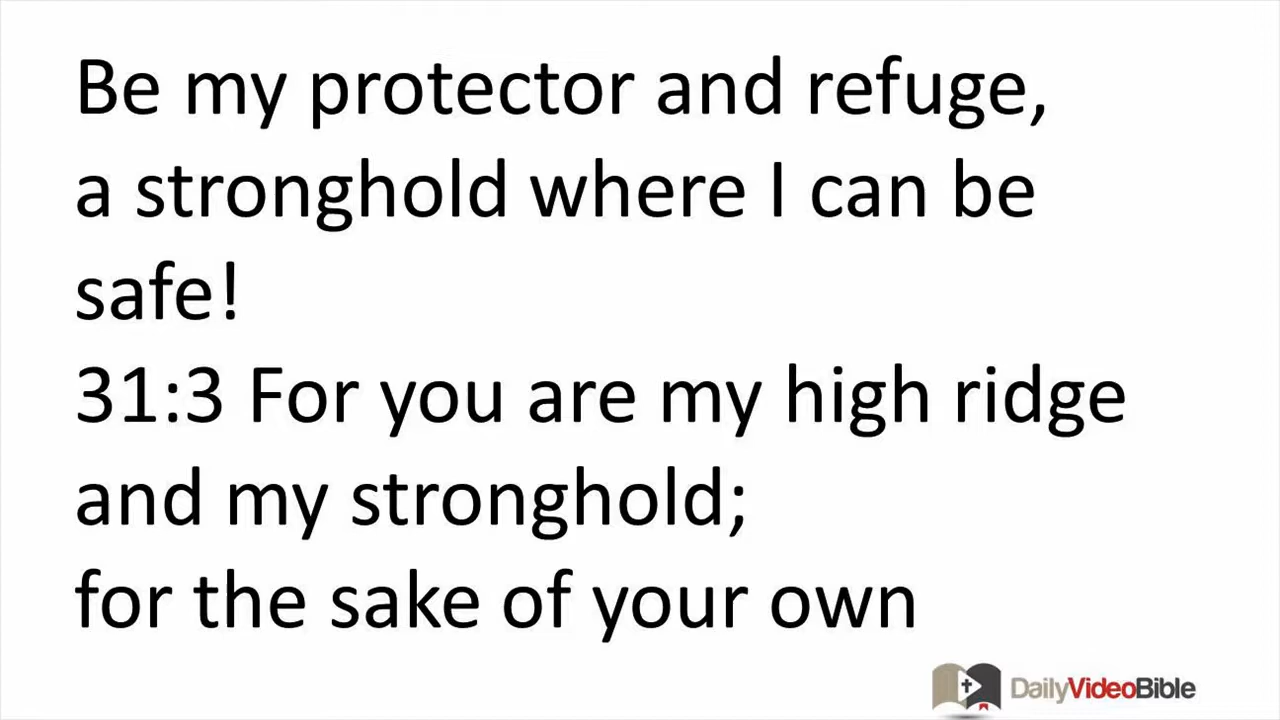 Be my protector and refuge,
a stronghold where I can be
safe!
31:3 For you are my high ridge
and my stronghold;
for the sake of your own
DailyVideoBible